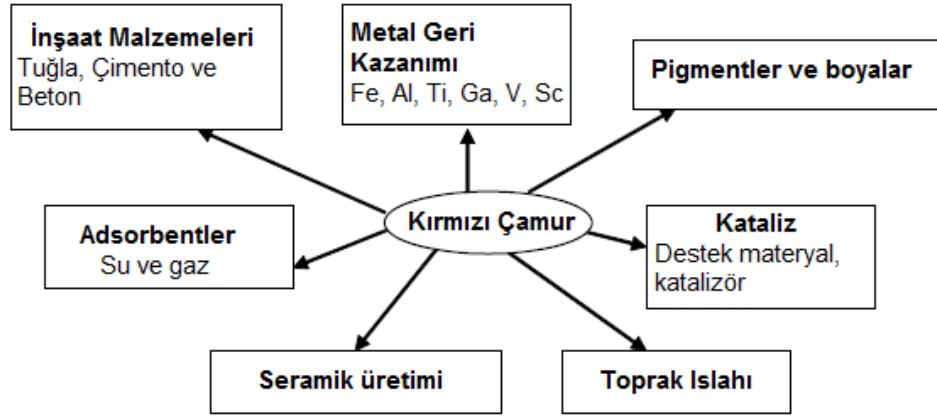 İnşaat Malzemeleri
Tuğla, Çimento ve
Beton
Metal Geri
Kazanımı
Fe, Al, Ti, Ga, V, Sc
Pigmentler ve boyalar
Kırmızı Çamur
Adsorbentler
Su ve gaz
Kataliz
Destek materyal,
katalizör
Seramik üretimi
Toprak Islahı